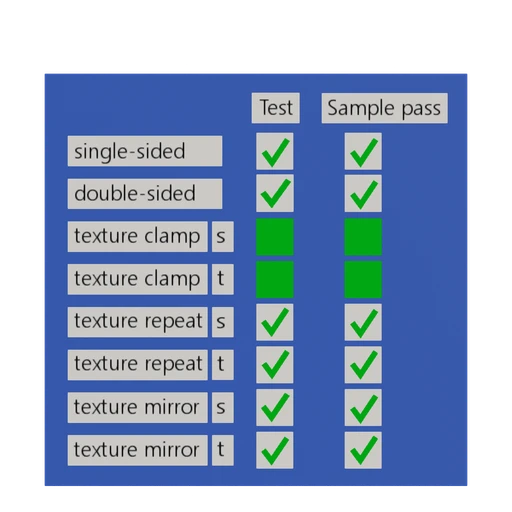 Test Sample pass
single-sided
double-sided
texture clamp s
texture clamp t
texture repeat s
texture repeat t
texture mirror s
texture mirror t